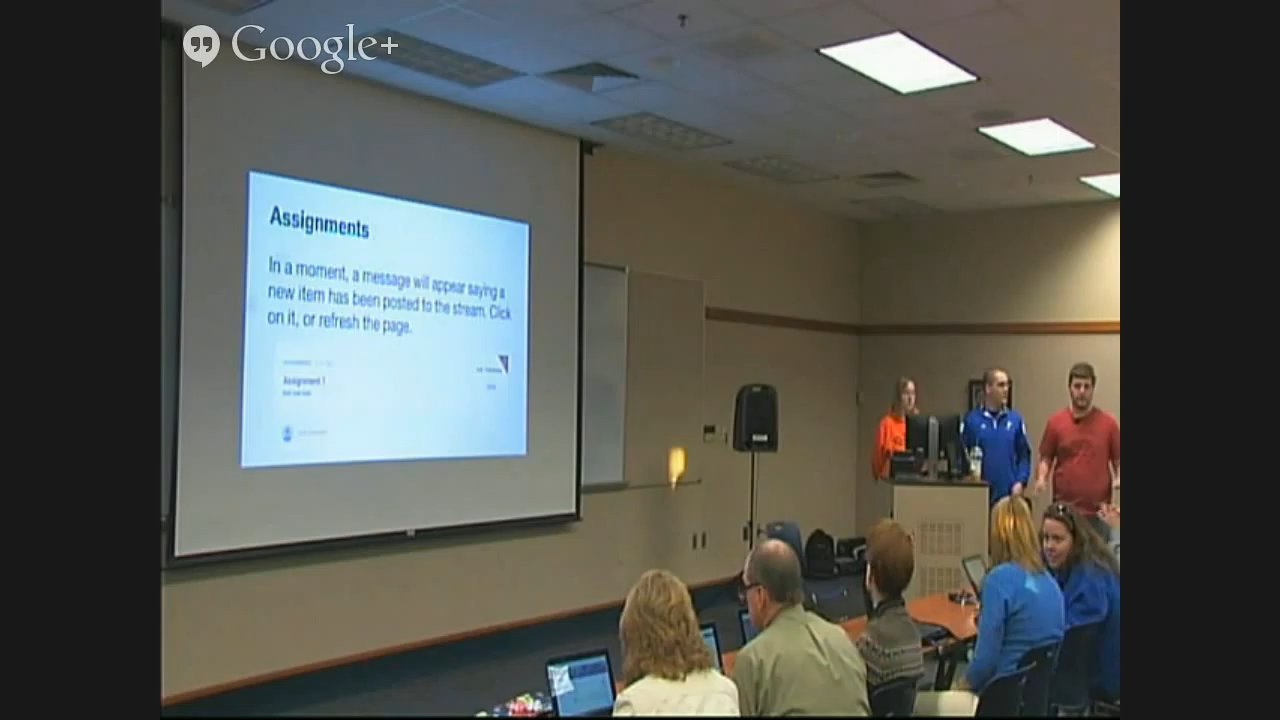 Google+
Assignments
In a moment, a message will appear saying a
new item has been posted to the stream. Click
on it, or refresh the page.
Assignment 1